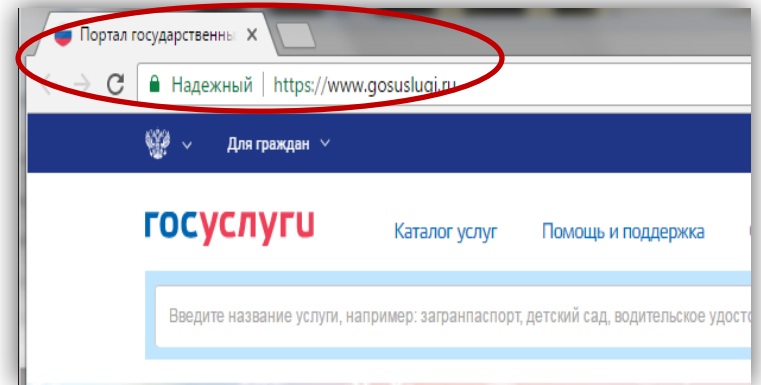 Портал государственны
Надежный | https://www.gosuslugi.ru
Для граждан
госуслуги
Каталог услуг Помощь и поддержка
Введите название услуги, например: загранпаспорт, детский сад, водительское удосто